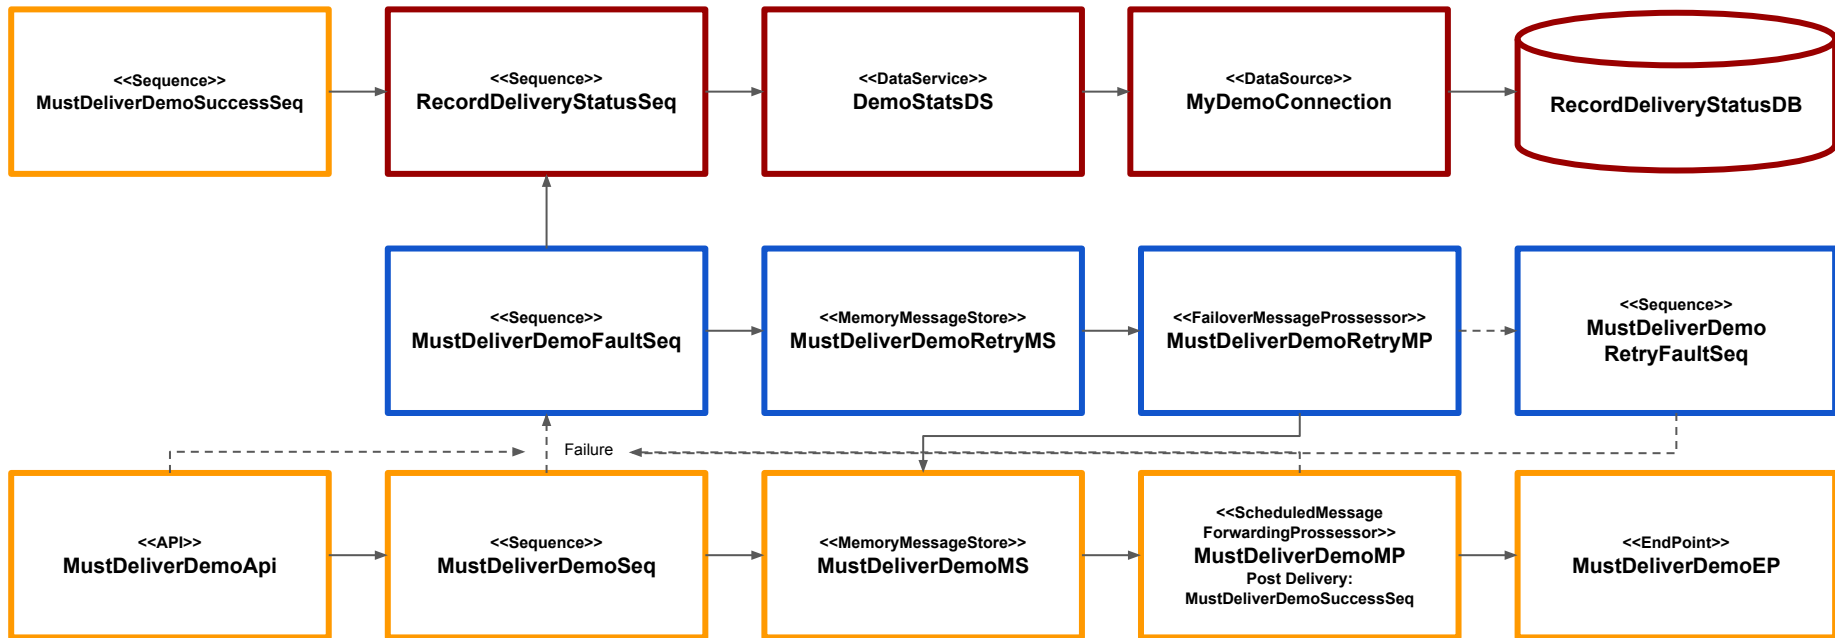 <<Sequence>>
MustDeliverDemoSuccessSeq
<<Sequence>>
RecordDeliveryStatusSeq
<<DataService>>
DemoStatsDS
<<DataSource>>
MyDemoConnection
RecordDeliveryStatusDB
<<Sequence>>
MustDeliverDemoFaultSeq
<<MemoryMessageStore>>
MustDeliverDemoRetryMS
<<FailoverMessageProssessor>>
MustDeliverDemoRetryMP
<<Sequence>>
MustDeliverDemo
RetryFaultSeq
Failure
<<API>>
MustDeliverDemoApi
<<Sequence>>
MustDeliverDemoSeq
<<MemoryMessageStore>>
MustDeliverDemoMS
<<ScheduledMessage
ForwardingProssessor>>
MustDeliverDemoMP
Post Delivery:
MustDeliverDemoSuccessSeq
<<EndPoint>>
MustDeliverDemoEP